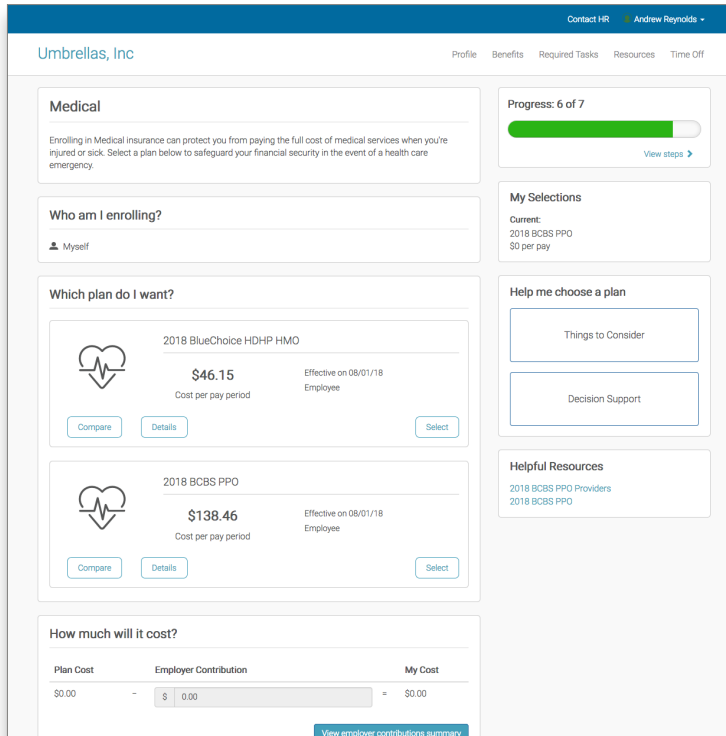 Contact HR
Andrew Reynolds
Umbrellas, Inc
Profile Benefits Required Tasks Resources Time Off
Medical
Enrolling in Medical insurance can protect you from paying the full cost of medical services when you're
injured or sick. Select a plan below to safeguard your financial security in the event of a health care
emergency.
Who am I enrolling?
Myself
Which plan do I want?
2018 BlueChoice HDHP HMO
$46.15
Cost per pay period
Effective on 08/01/18
Employee
Compare Details Select
2018 BCBS PPO
$138.46
Cost per pay period
Effective on 08/01/18
Employee
Compare Details Select
How much will it cost?
Plan Cost Employer Contribution My Cost
$0.00 - $ 0.00 = $0.00
View employer contributions summary
Progress: 6 of 7
View steps
My Selections
Current:
2018 BCBS PPO
$0 per pay
Help me choose a plan
Things to Consider
Decision Support
Helpful Resources
2018 BCBS PPO Providers
2018 BCBS PPO